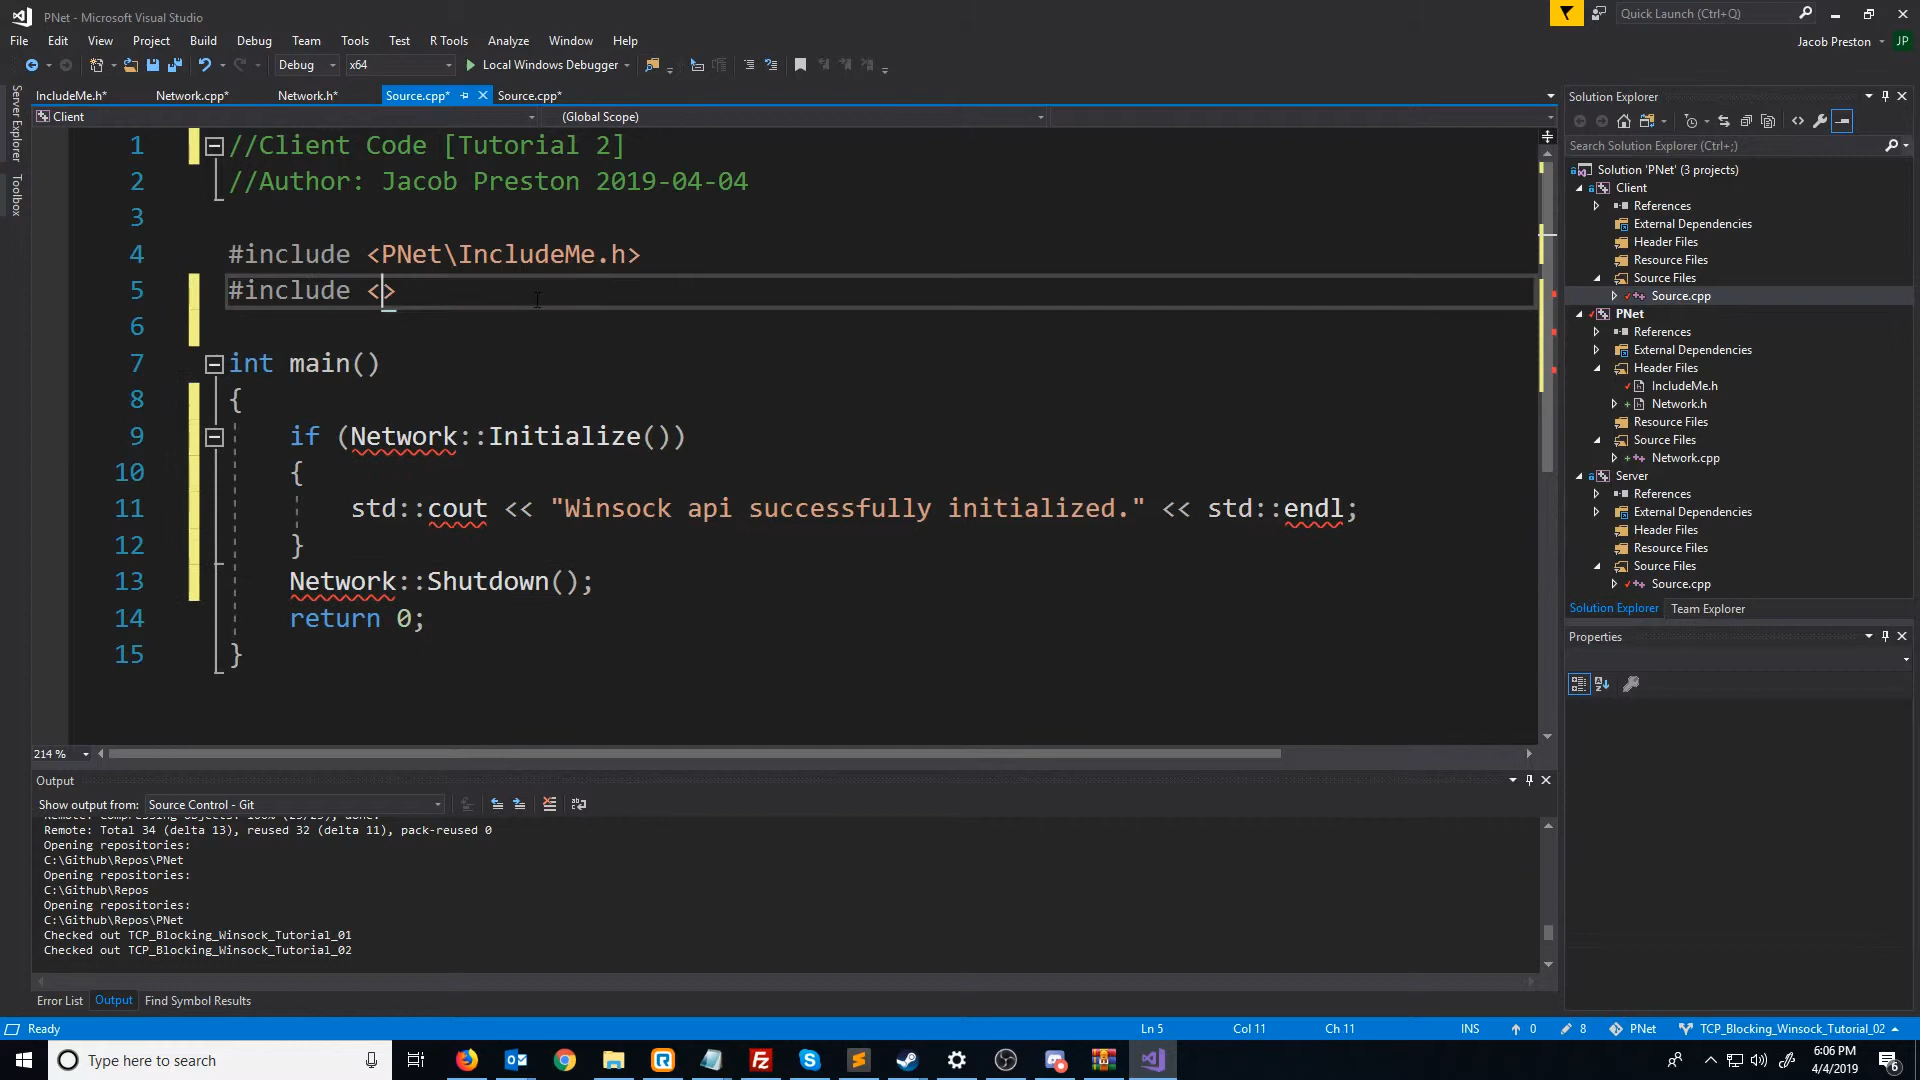 PNet - Microsoft Visual Studio
Quick Launch (Ctrl+Q)
File Edit View Project Build Debug Team Tools Test R Tools Analyze Window Help
Jacob Preston JP
Debug x64 Local Windows Debugger
IncludeMe.h* Network.cpp* Network.h* Source.cpp* Source.cpp*
Client (Global Scope)
Server Explorer
Toolbox
1 //Client Code [Tutorial 2]
2 //Author: Jacob Preston 2019-04-04
3
4 #include <PNet\IncludeMe.h>
5 #include <>
6
7 int main()
8 {
9 if (Network::Initialize())
10 {
11 std::cout << "Winsock api successfully initialized." << std::endl;
12 }
13 Network::Shutdown();
14 return 0;
15 }
214 %
Solution Explorer
Search Solution Explorer (Ctrl+;)
Solution 'PNet' (3 projects)
Client
References
External Dependencies
Header Files
Resource Files
Source Files
Source.cpp
PNet
References
External Dependencies
Header Files
IncludeMe.h
Network.h
Resource Files
Source Files
Network.cpp
Server
References
External Dependencies
Header Files
Resource Files
Source Files
Source.cpp
Solution Explorer Team Explorer
Properties
Output
Show output from: Source Control - Git
Remote: Total 34 (delta 13), reused 32 (delta 11), pack-reused 0
Opening repositories:
C:\Github\Repos\PNet
Opening repositories:
C:\Github\Repos
Opening repositories:
C:\Github\Repos\PNet
Checked out TCP_Blocking_Winsock_Tutorial_01
Checked out TCP_Blocking_Winsock_Tutorial_02
Error List Output Find Symbol Results
Ready Ln 5 Col 11 Ch 11 INS 0 8 PNet TCP_Blocking_Winsock_Tutorial_02
Type here to search
6:06 PM
4/4/2019
6